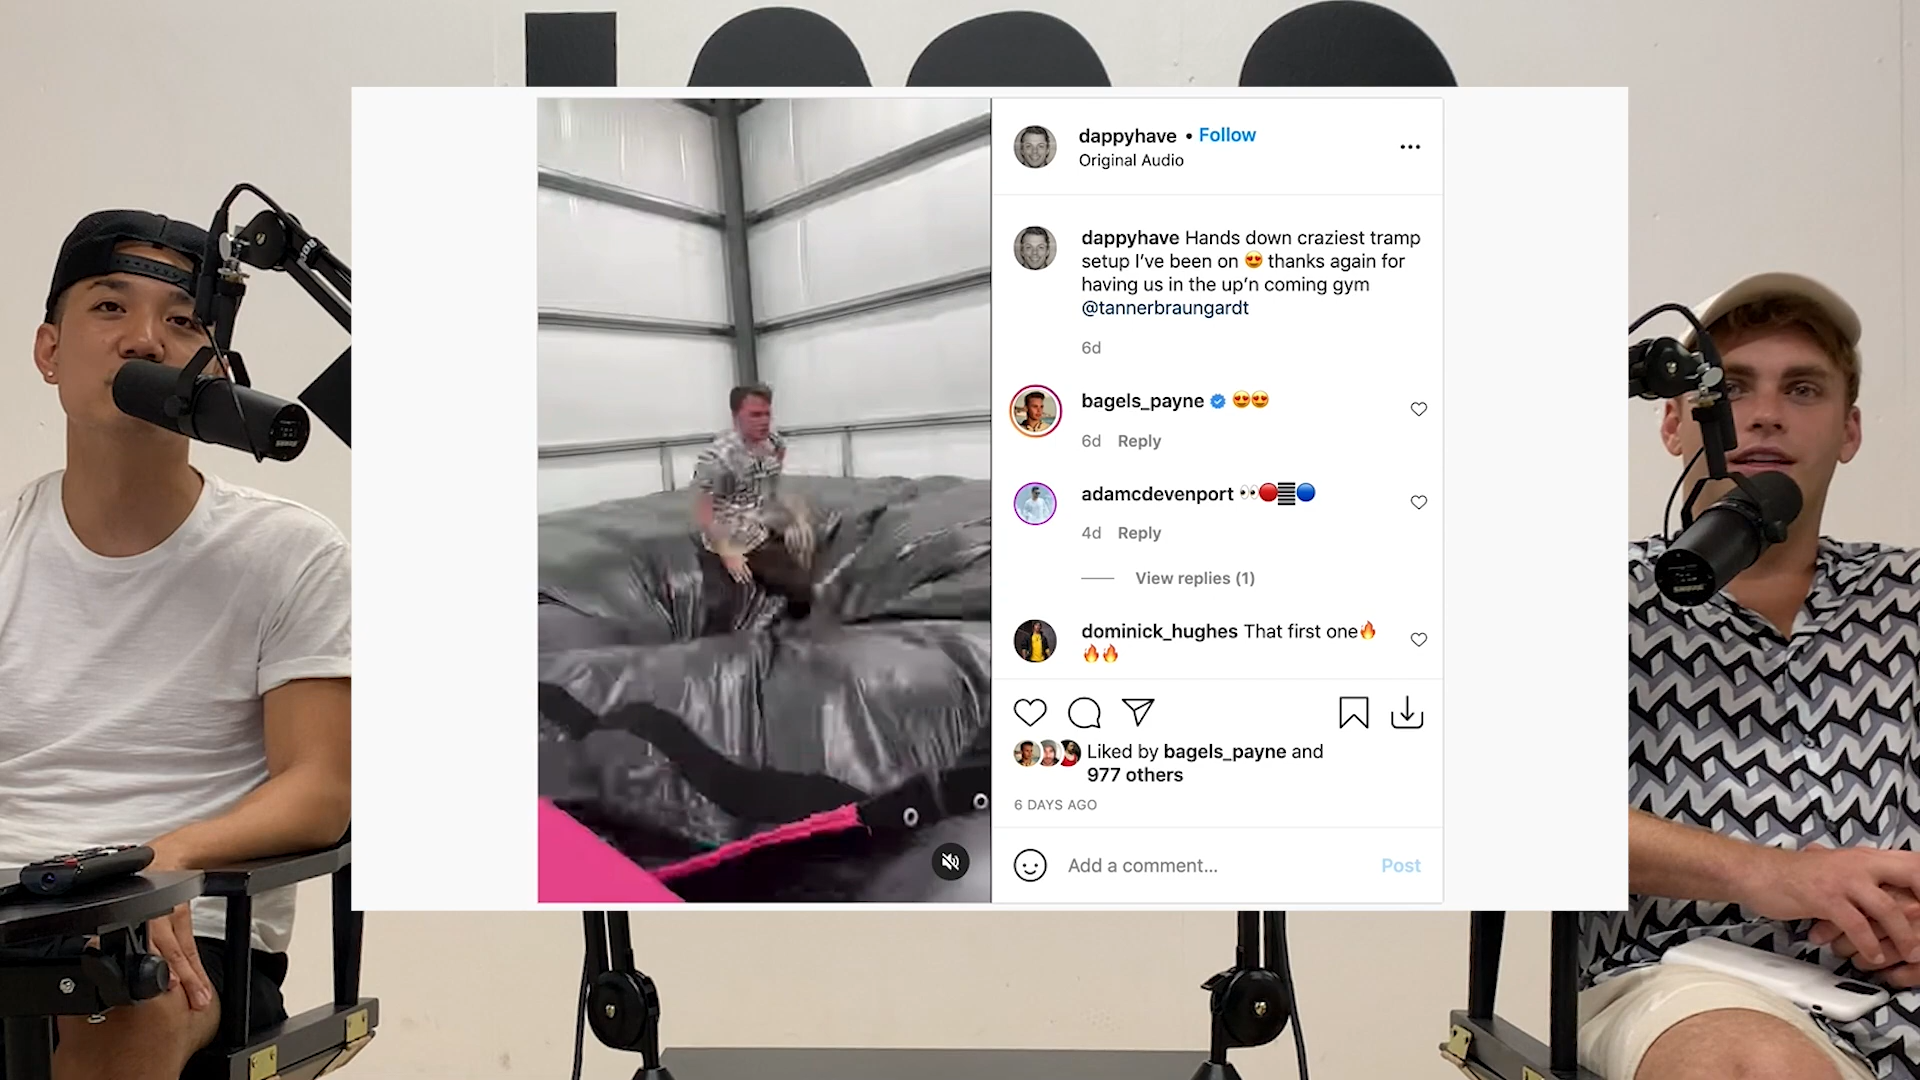 dappyhave • Follow
Original Audio
dappyhave Hands down craziest tramp
setup I’ve been on 😍 thanks again for
having us in the up’n coming gym
@tannerbraungardt
6d
bagels_payne 😍😍
6d Reply
adamcdevenport 👀🔴🔵
4d Reply
View replies (1)
dominick_hughes That first one🔥
🔥🔥
Liked by bagels_payne and
977 others
6 DAYS AGO
Add a comment... Post